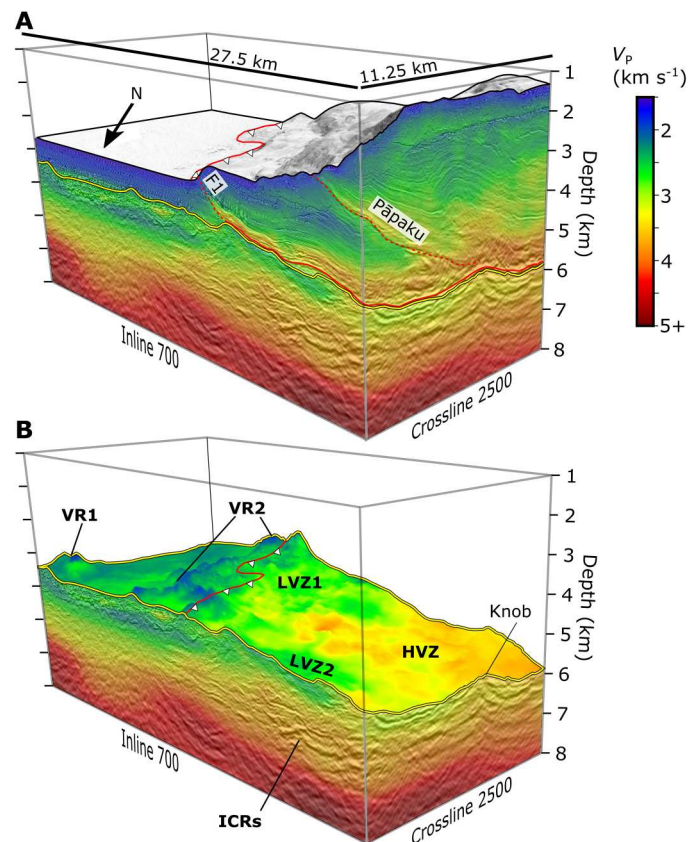 A
27.5 km
11.25 km
N
F1
Pāpaku
1
2
3
4
5
6
7
8
Depth (km)
Inline 700
Crossline 2500
V_P
(km s⁻¹)
2
3
4
5+
B
VR1
VR2
LVZ1
LVZ2
HVZ
Knob
ICRs
1
2
3
4
5
6
7
8
Depth (km)
Inline 700
Crossline 2500